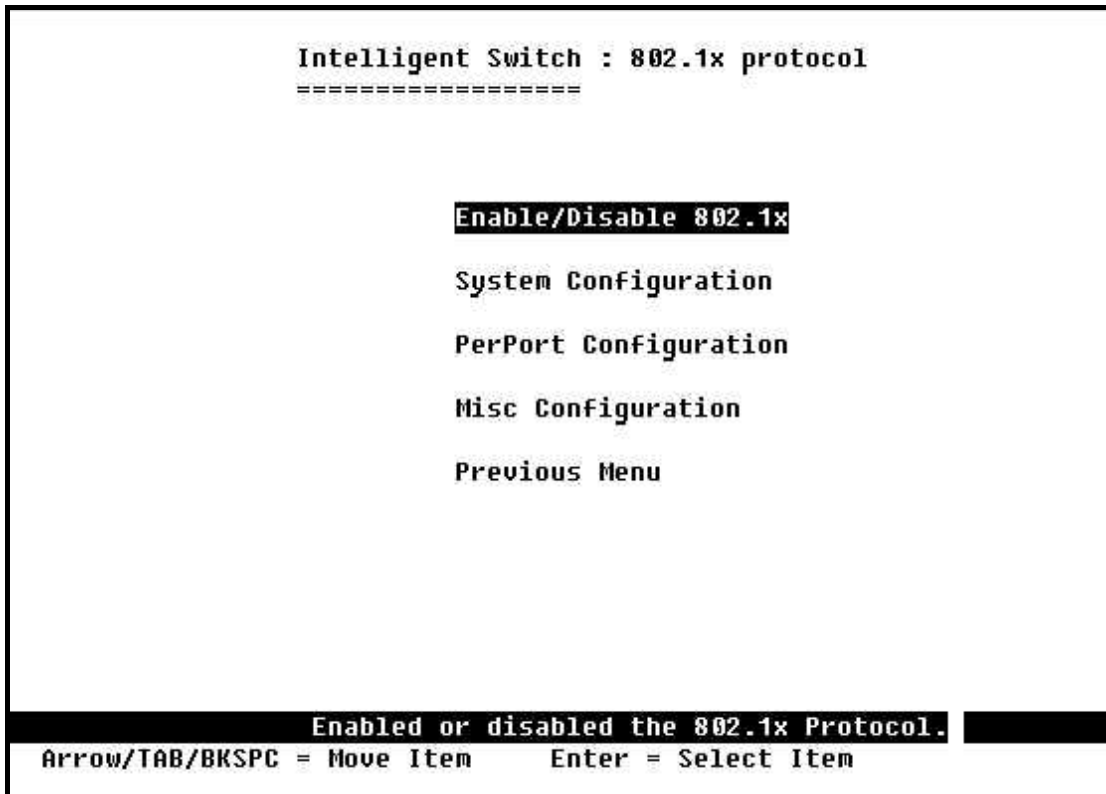 Intelligent Switch : 802.1x protocol
==================
Enable/Disable 802.1x
System Configuration
PerPort Configuration
Misc Configuration
Previous Menu
Enabled or disabled the 802.1x Protocol.
Arrow/TAB/BKSPC = Move Item Enter = Select Item